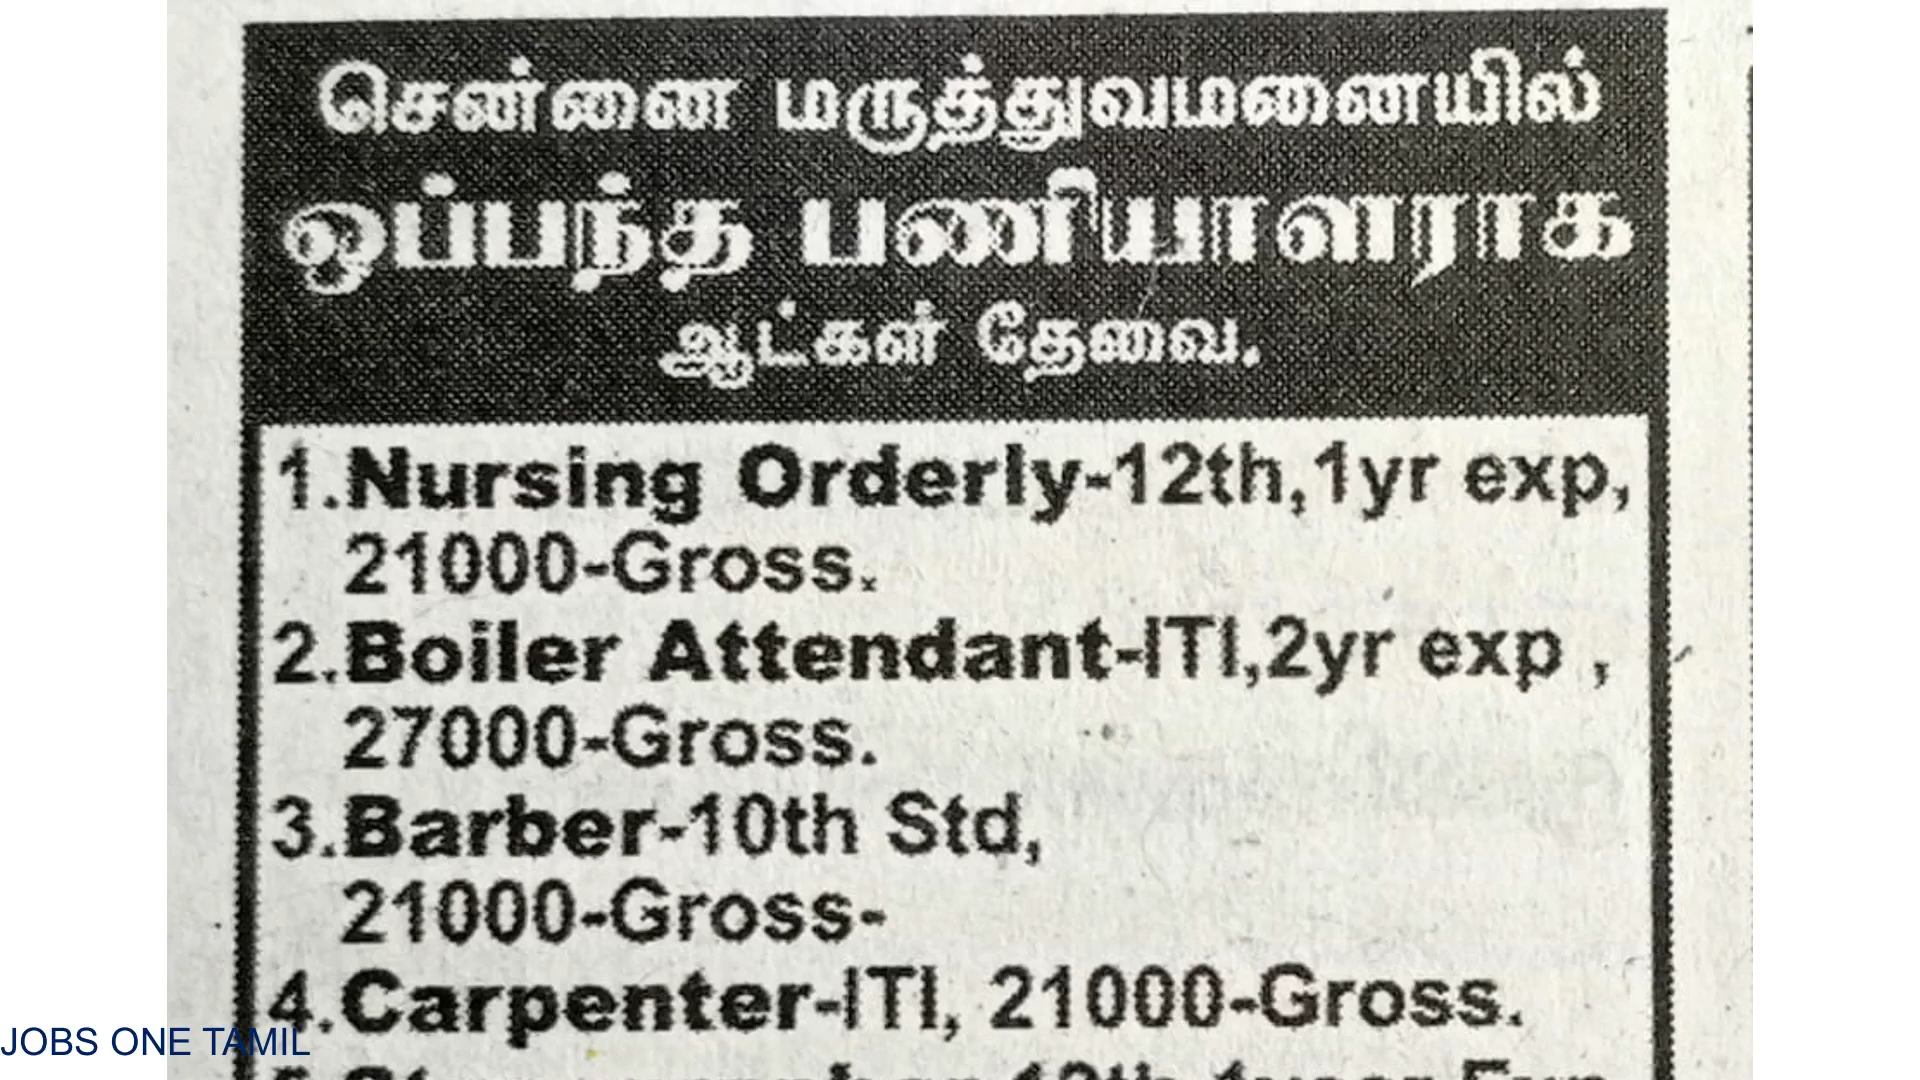 சென்னை மருத்துவமனையில்
ஒப்பந்த பணியாளராக
ஆட்கள் தேவை.
1.Nursing Orderly-12th,1yr exp,
21000-Gross.
2.Boiler Attendant-ITI,2yr exp ,
27000-Gross.
3.Barber-10th Std,
21000-Gross-
4.Carpenter-ITI, 21000-Gross.
JOBS ONE TAMIL